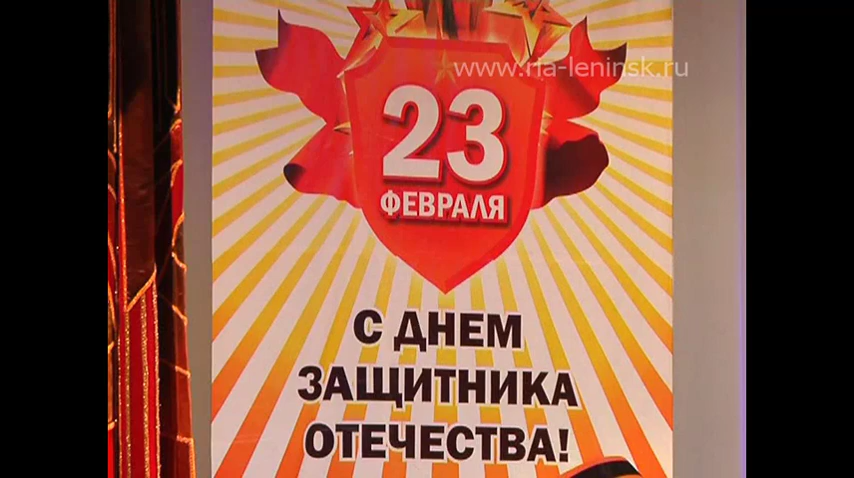 www.ria-leninsk.ru
23
ФЕВРАЛЯ
С ДНЕМ
ЗАЩИТНИКА
ОТЕЧЕСТВА!